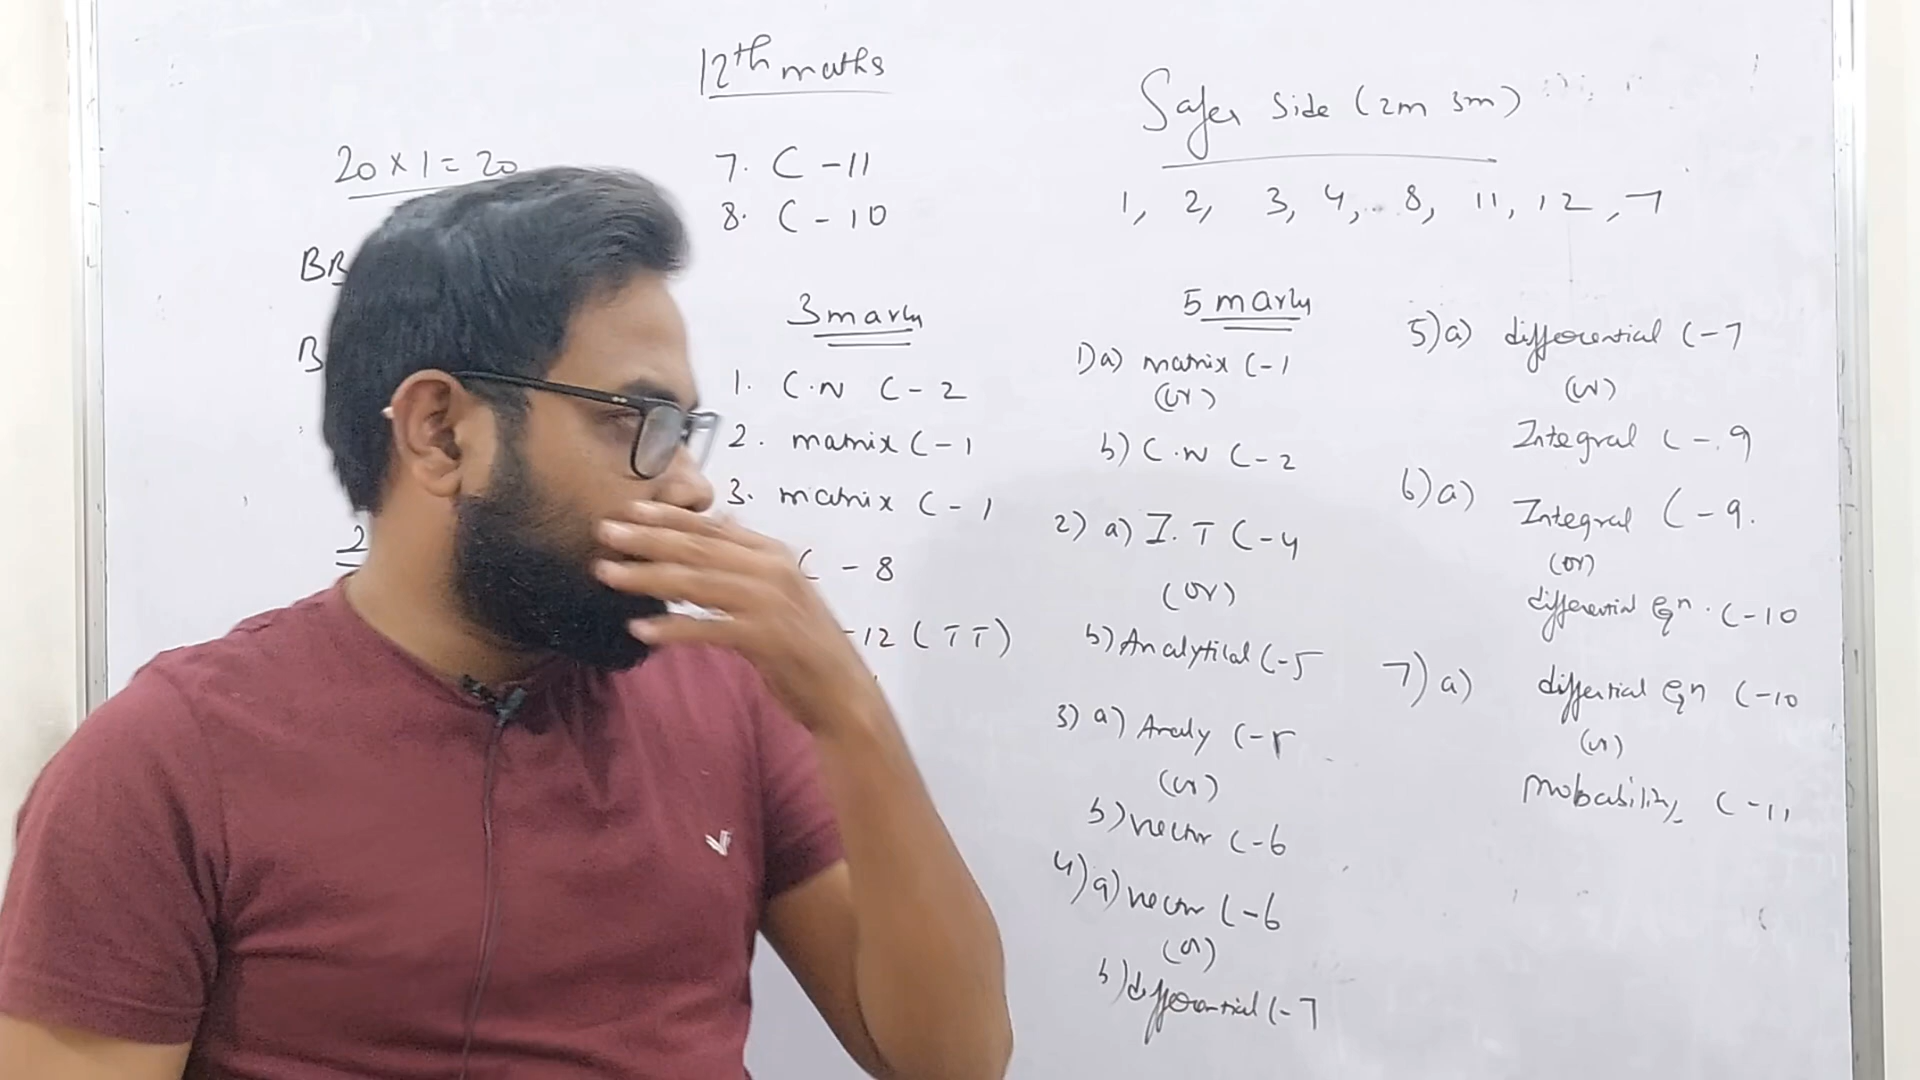 12th maths
20 x 1 = 20
7. C - 11
8. C - 10
3 marks
1. C.N C - 2
2. matrix C - 1
3. matrix C - 1
C - 8
- 12 (TT)
Safer Side (2m 3m)
1, 2, 3, 4, 8, 11, 12, 7
5 marks
1) a) matrix C - 1
(or)
b) C.N C - 2
2) a) I.T C - 4
(or)
b) Analytical C - 5
3) a) Analy C - 5
(or)
b) vector C - 6
4) a) vector C - 6
(or)
b) differential C - 7
5) a) differential C - 7
(or)
Integral C - 9
6) a) Integral C - 9.
(or)
differential Eqn. C - 10
7) a) differential Eqn C - 10
(or)
Probability C - 11